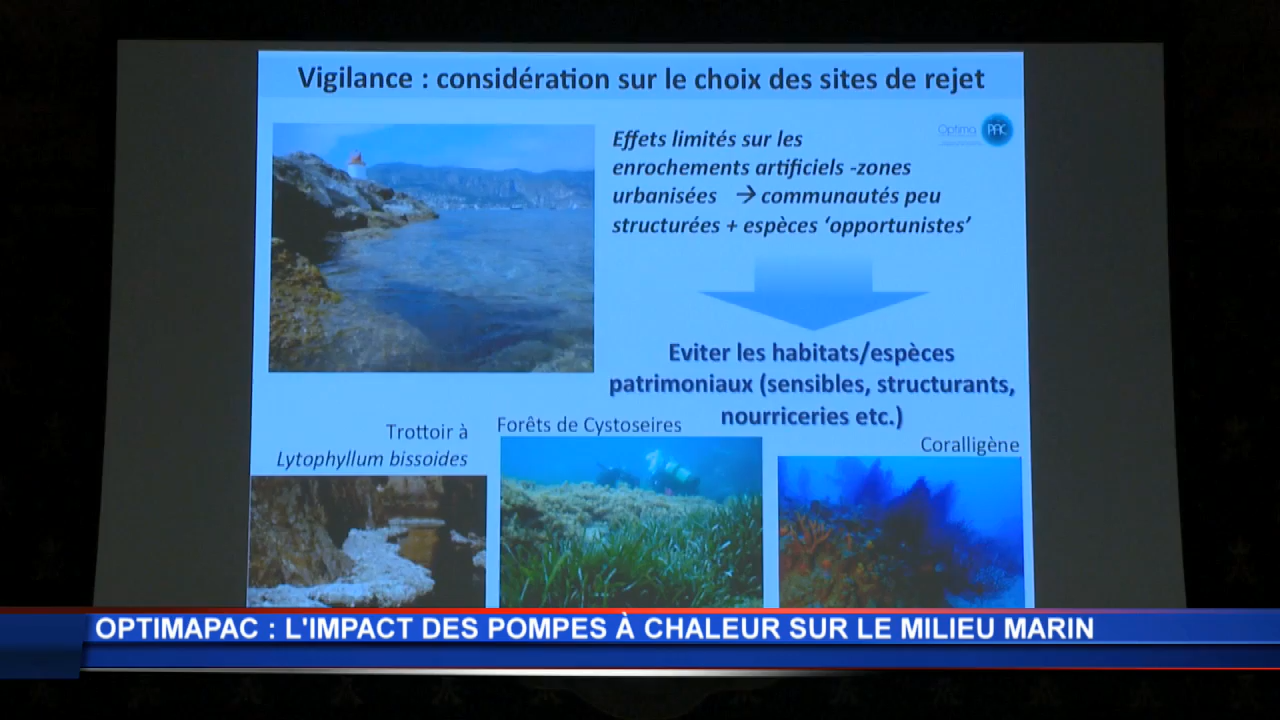 Vigilance : considération sur le choix des sites de rejet
Optima PAC
Effets limités sur les
enrochements artificiels -zones
urbanisées → communautés peu
structurées + espèces ‘opportunistes’
Eviter les habitats/espèces
patrimoniaux (sensibles, structurants,
nourriceries etc.)
Trottoir à
Lytophyllum bissoides
Forêts de Cystoseires
Coralligène
OPTIMAPAC : L'IMPACT DES POMPES À CHALEUR SUR LE MILIEU MARIN